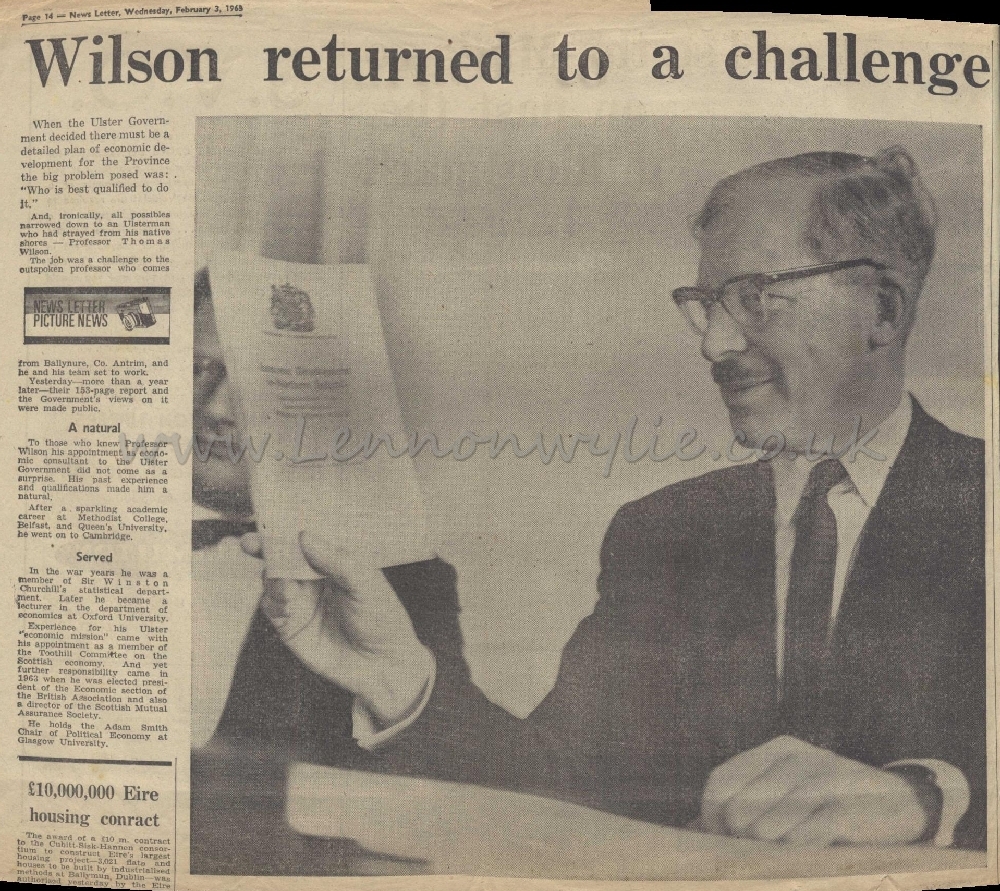 Page 14 — News Letter, Wednesday, February 3, 1965
Wilson returned to a challenge
When the Ulster Govern-
ment decided there must be a
detailed plan of economic de-
velopment for the Province
the big problem posed was:
"Who is best qualified to do
it."
And, ironically, all possibles
narrowed down to an Ulsterman
who had strayed from his native
shores — Professor Thomas
Wilson.
The job was a challenge to the
outspoken professor who comes
NEWS LETTER
PICTURE NEWS
from Ballynure, Co. Antrim, and
he and his team set to work.
Yesterday—more than a year
later—their 153-page report and
the Government's views on it
were made public.
A natural
To those who knew Professor
Wilson his appointment as econo-
mic consultant to the Ulster
Government did not come as a
surprise. His past experience
and qualifications made him a
natural.
After a sparkling academic
career at Methodist College,
Belfast, and Queen's University,
he went on to Cambridge.
Served
In the war years he was a
member of Sir Winston
Churchill's statistical depart-
ment. Later he became a
lecturer in the department of
economics at Oxford University.
Experience for his Ulster
"economic mission" came with
his appointment as a member of
the Toothill Committee on the
Scottish economy. And yet
further responsibility came in
1963 when he was elected presi-
dent of the Economic section of
the British Association and also
a director of the Scottish Mutual
Assurance Society.
He holds the Adam Smith
Chair of Political Economy at
Glasgow University.
£10,000,000 Eire
housing conract
The award of a £10 m. contract
to the Cubitt-Sisk-Hannen consor-
tium to construct Eire's largest
housing project—3,021 flats and
houses to be built by industrialised
methods at Ballymun, Dublin—was
authorised yesterday by the Eire
www.Lennonwylie.co.uk